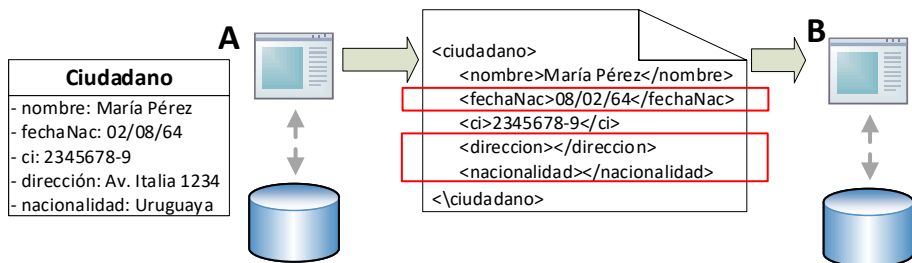 A
B
Ciudadano
- nombre: María Pérez
- fechaNac: 02/08/64
- ci: 2345678-9
- dirección: Av. Italia 1234
- nacionalidad: Uruguaya
<ciudadano>
<nombre>María Pérez</nombre>
<fechaNac>08/02/64</fechaNac>
<ci>2345678-9</ci>
<direccion></direccion>
<nacionalidad></nacionalidad>
<\ciudadano>